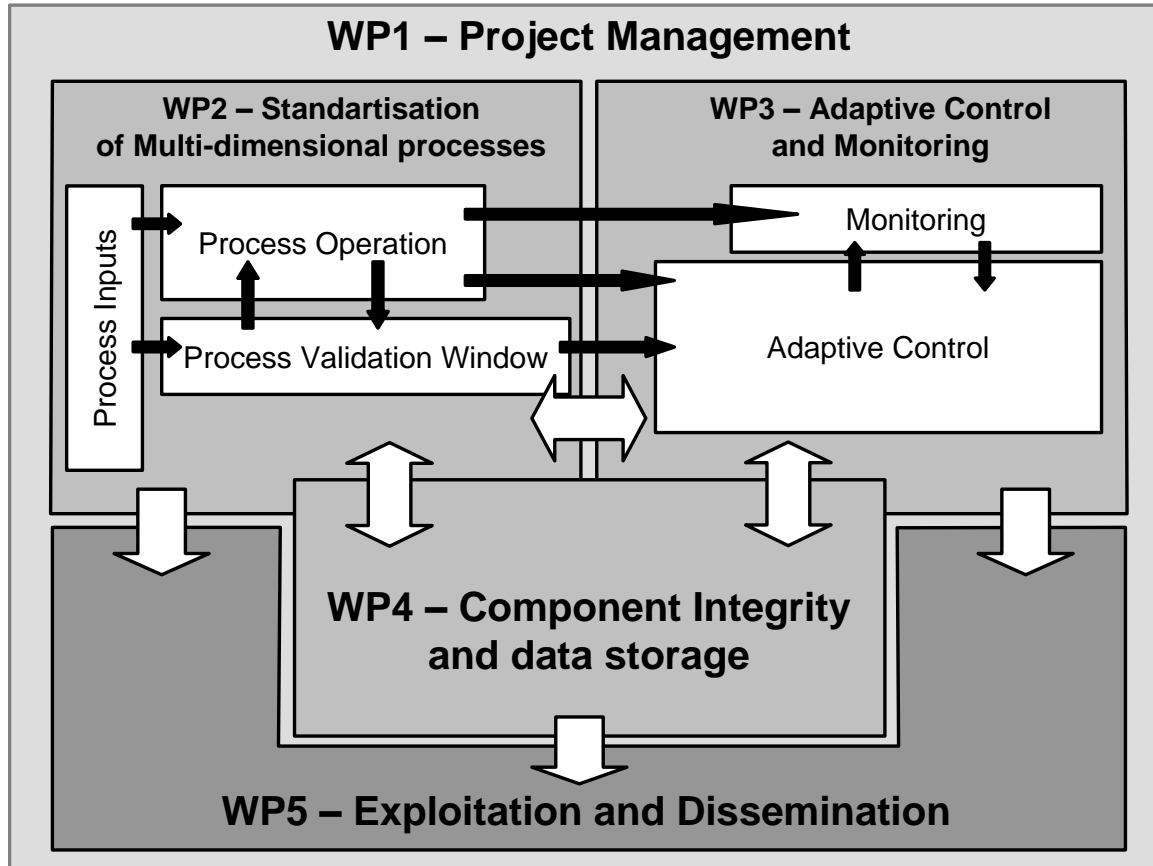 WP1 – Project Management
WP2 – Standartisation
of Multi-dimensional processes
WP3 – Adaptive Control
and Monitoring
Process Inputs
Process Operation
Process Validation Window
Monitoring
Adaptive Control
WP4 – Component Integrity
and data storage
WP5 – Exploitation and Dissemination